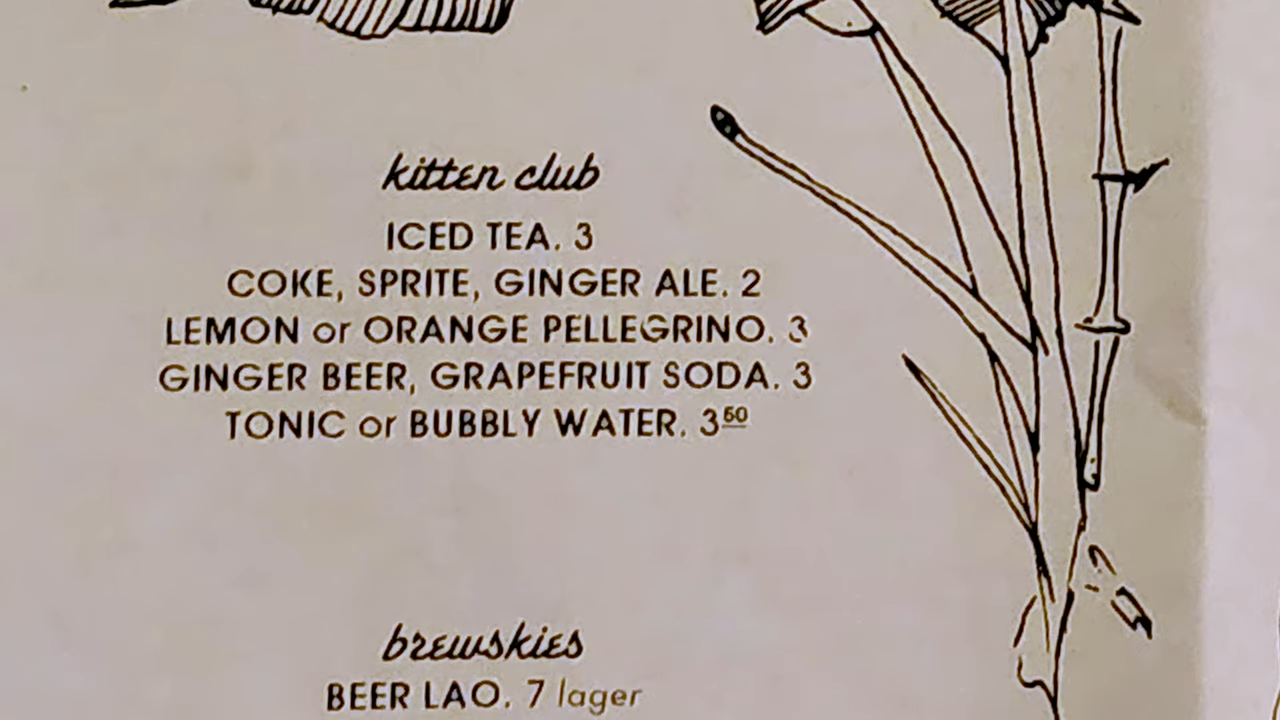 kitten club
ICED TEA. 3
COKE, SPRITE, GINGER ALE. 2
LEMON or ORANGE PELLEGRINO. 3
GINGER BEER, GRAPEFRUIT SODA. 3
TONIC or BUBBLY WATER. 3⁵⁰
brewskies
BEER LAO. 7 lager